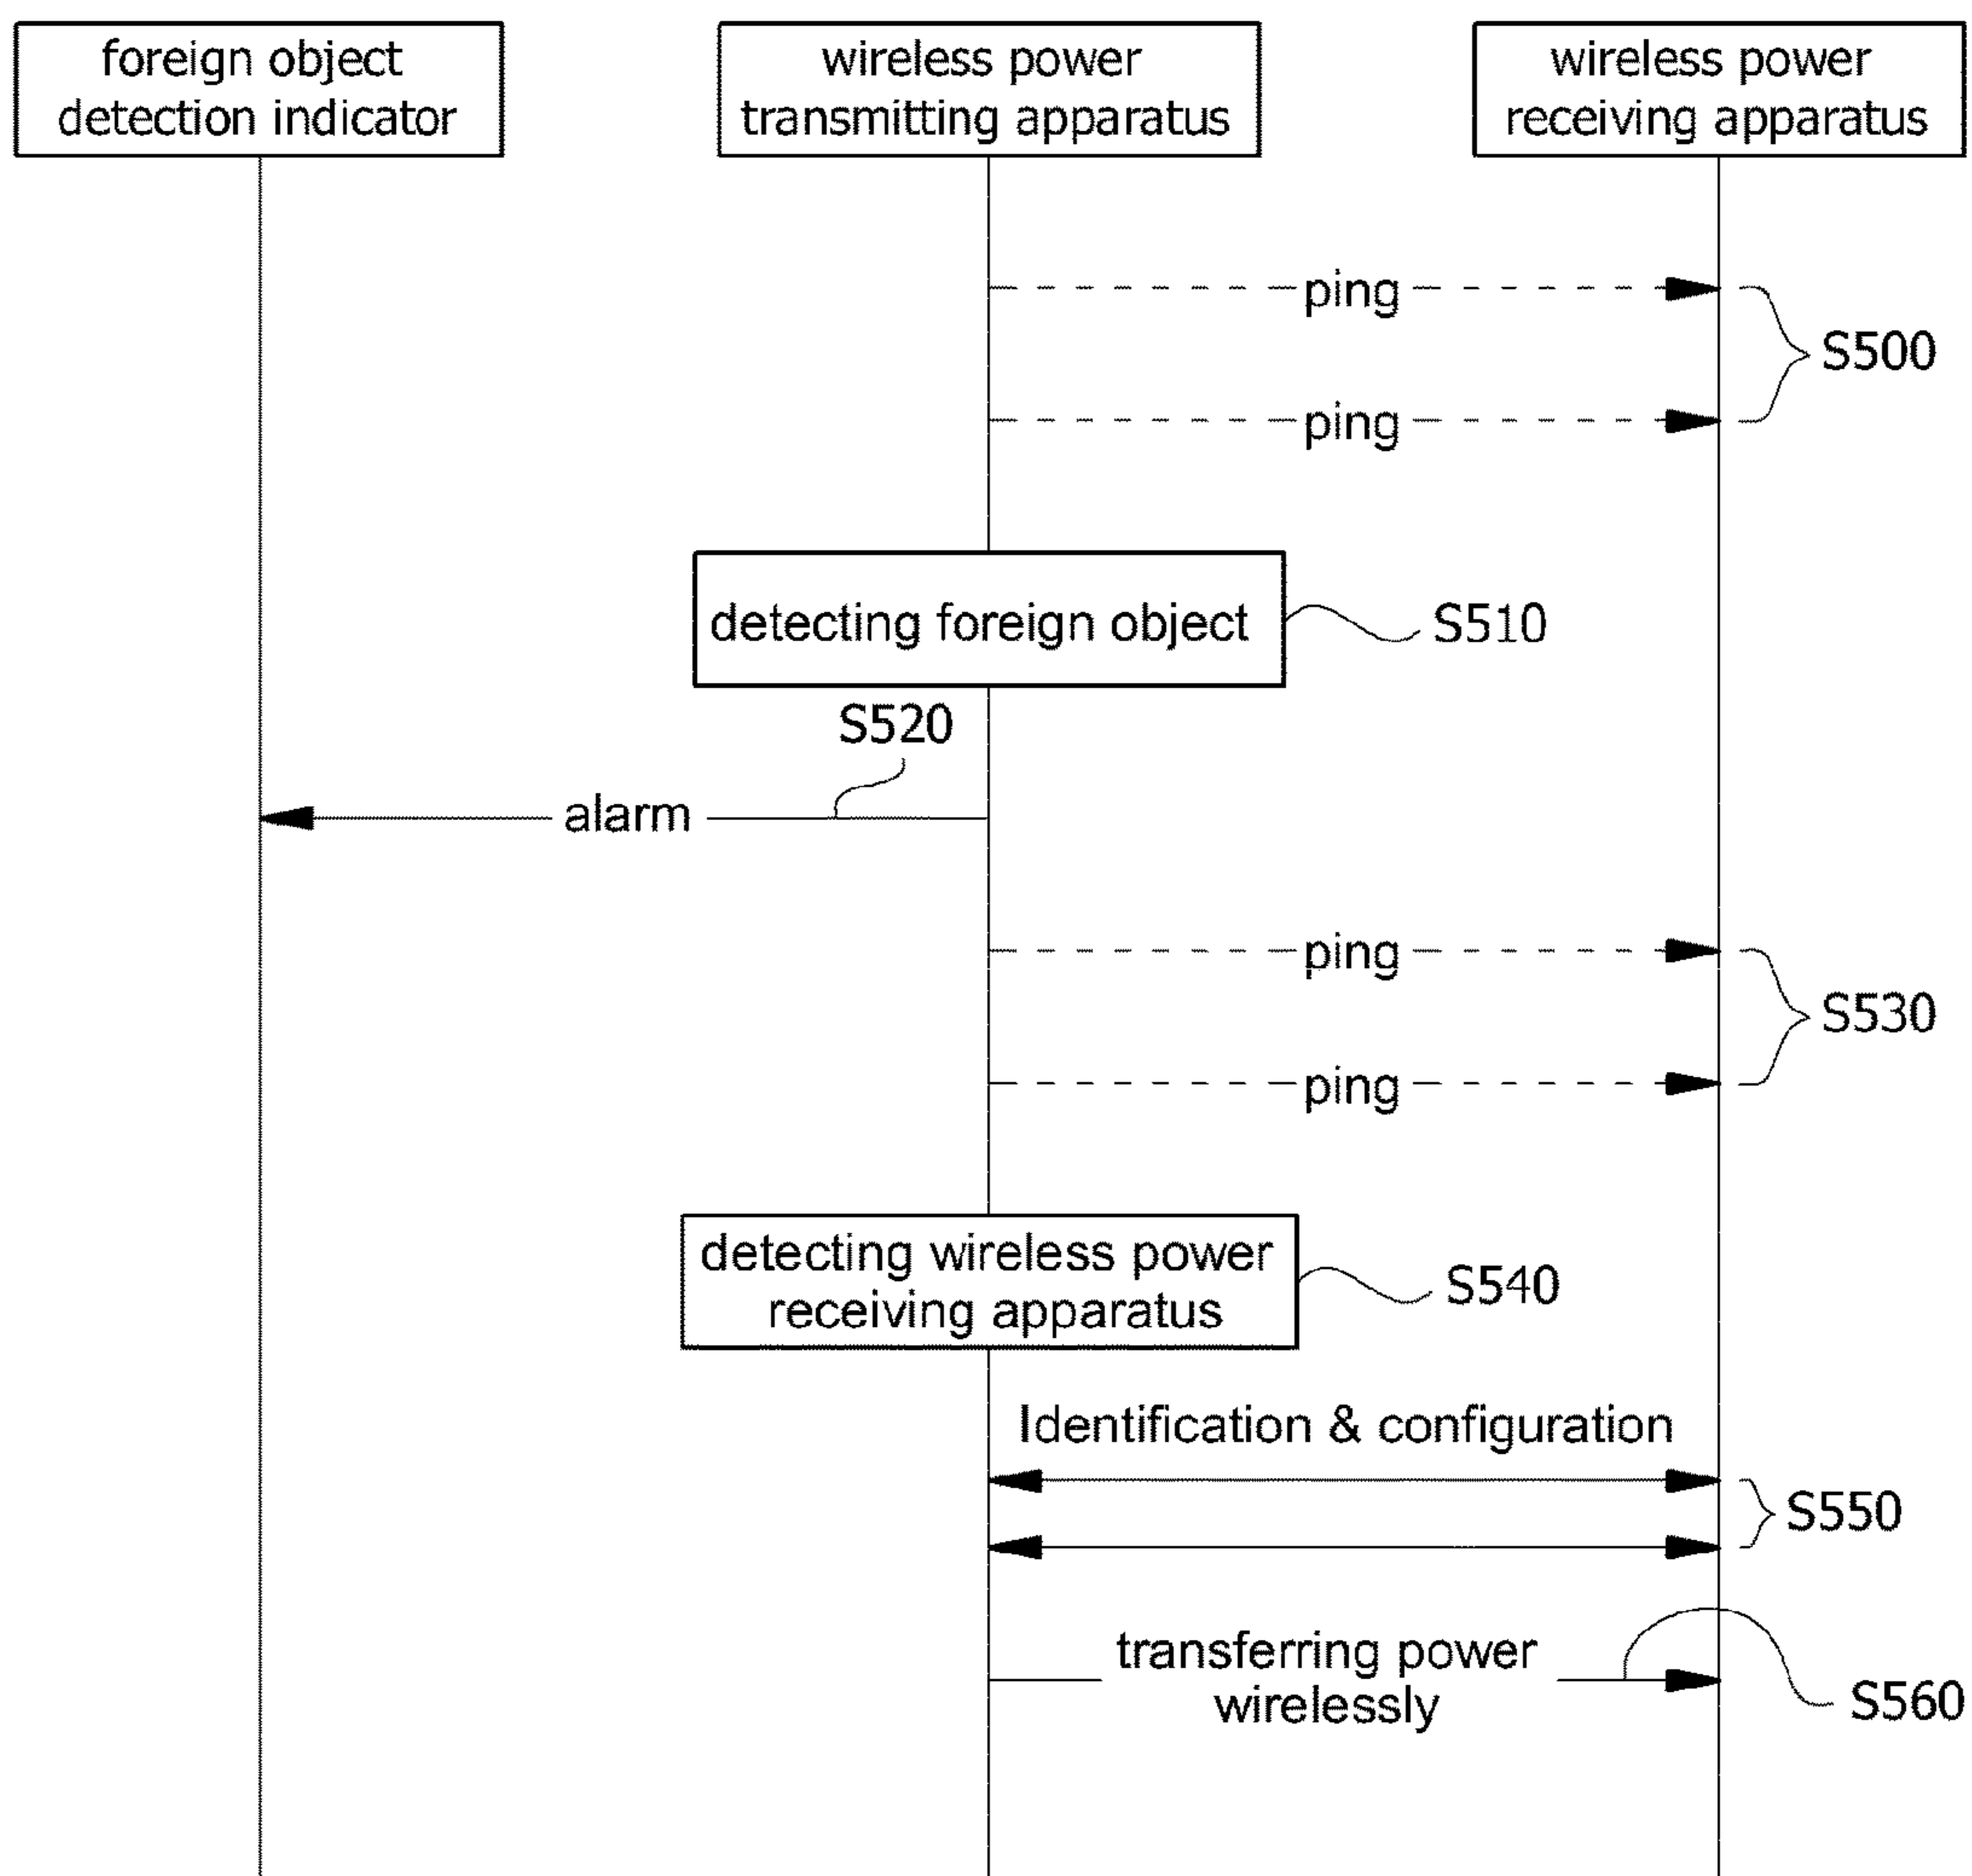 foreign object
detection indicator
wireless power
transmitting apparatus
wireless power
receiving apparatus
ping
S500
ping
detecting foreign object
S510
S520
alarm
ping
S530
ping
detecting wireless power
receiving apparatus
S540
Identification & configuration
S550
transferring power
wirelessly
S560